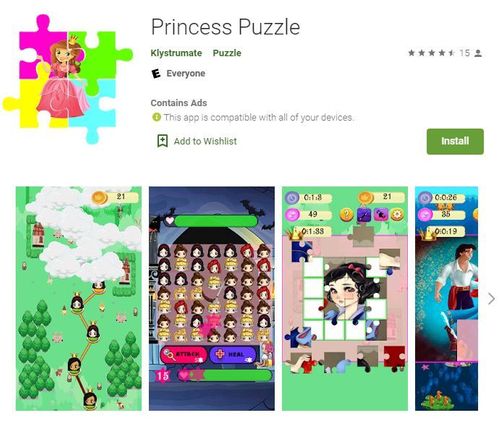 Princess Puzzle
Klystrumate Puzzle
15
Everyone
Contains Ads
This app is compatible with all of your devices.
Add to Wishlist
Install
21
ATTACK
HEAL
15
0:1:8
21
49
?
0:1:38
0:0:26
85
0:0:19